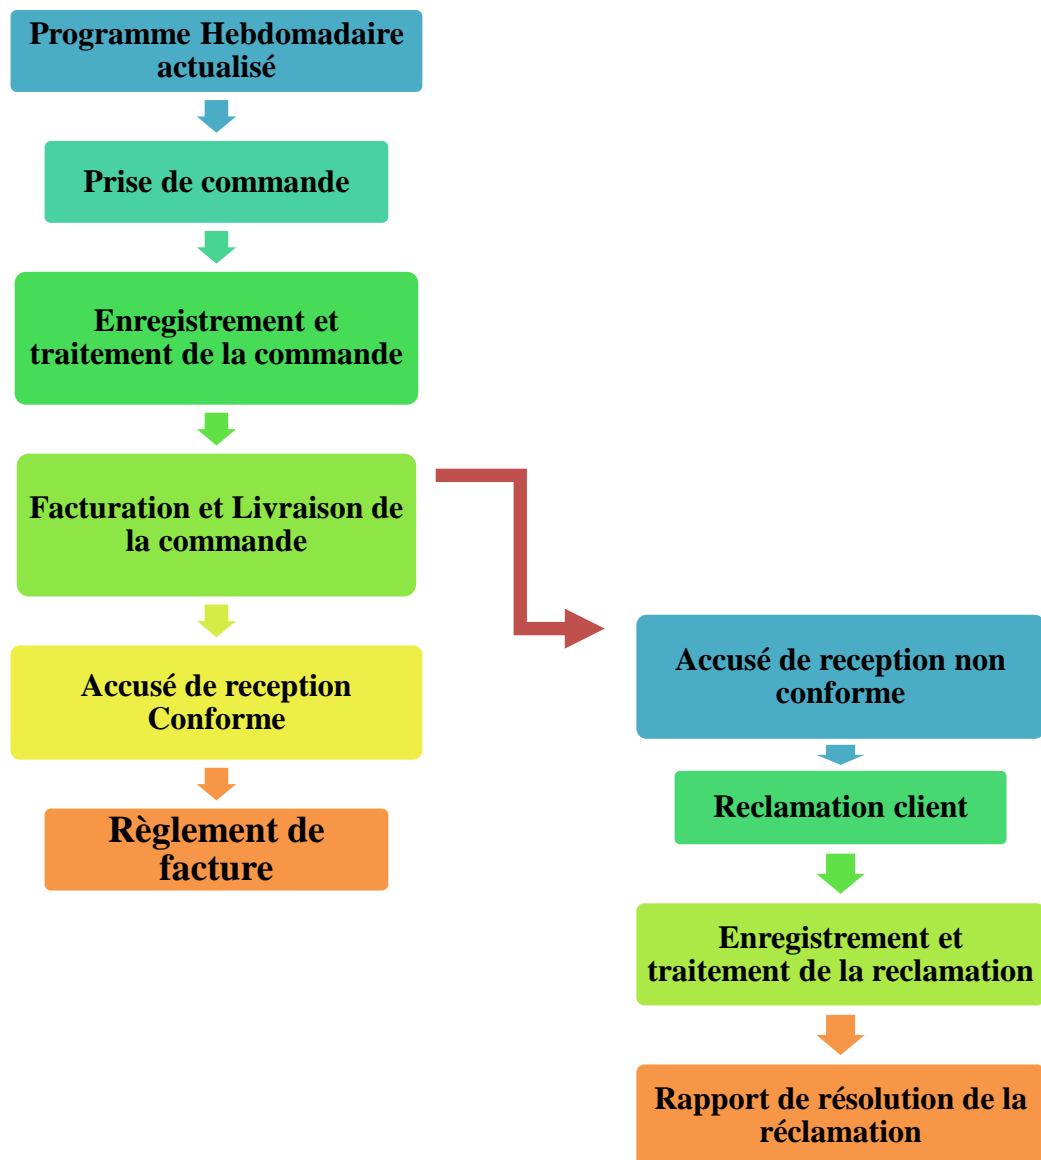 Programme Hebdomadaire
actualisé
Prise de commande
Enregistrement et
traitement de la commande
Facturation et Livraison de
la commande
Accusé de reception
Conforme
Règlement de
facture
Accusé de reception non
conforme
Reclamation client
Enregistrement et
traitement de la reclamation
Rapport de résolution de la
réclamation